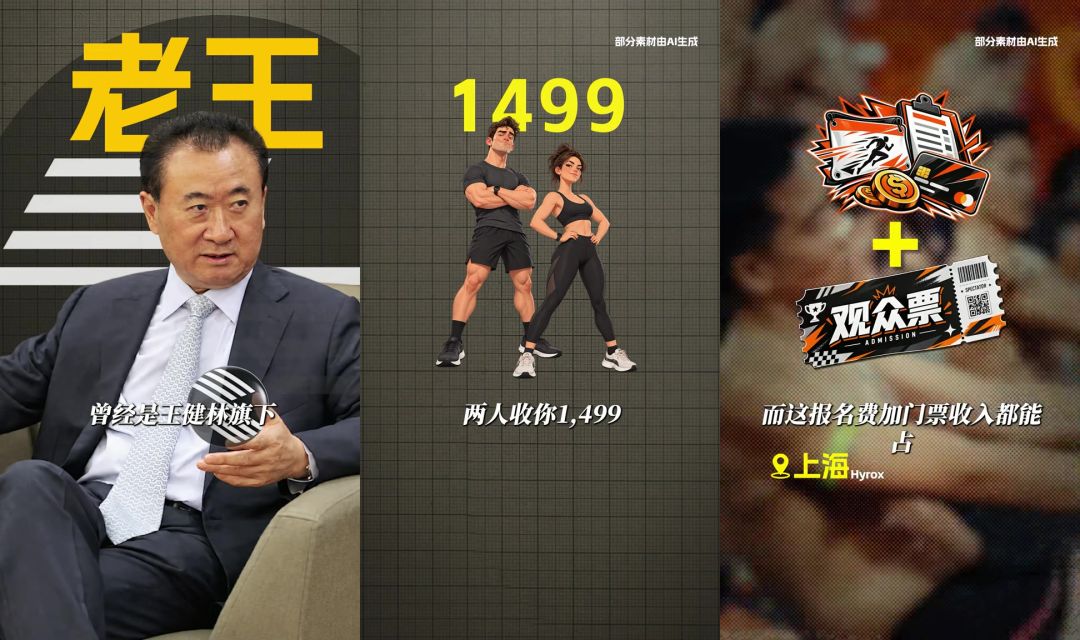 老王
曾经是王健林旗下
部分素材由AI生成
1499
两人收你1,499
部分素材由AI生成
SPECTATOR
观众票
ADMISSION
而这报名费加门票收入都能
占
上海 Hyrox